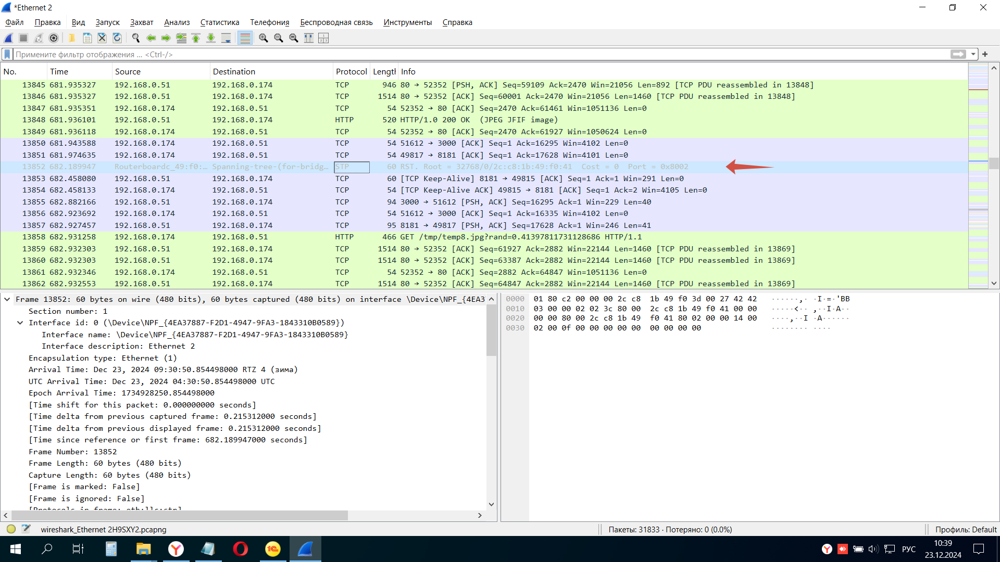 *Ethernet 2
Файл Правка Вид Запуск Захват Анализ Статистика Телефония Беспроводная связь Инструменты Справка
Примените фильтр отображения ... <Ctrl-/>
No. Time Source Destination Protocol Length Info
13845 681.935327 192.168.0.51 192.168.0.174 TCP 946 80 → 52352 [PSH, ACK] Seq=59109 Ack=2470 Win=21056 Len=892 [TCP PDU reassembled in 13848]
13846 681.935327 192.168.0.51 192.168.0.174 TCP 1514 80 → 52352 [ACK] Seq=60001 Ack=2470 Win=21056 Len=1460 [TCP PDU reassembled in 13848]
13847 681.935351 192.168.0.174 192.168.0.51 TCP 54 52352 → 80 [ACK] Seq=2470 Ack=61461 Win=1051136 Len=0
13848 681.936101 192.168.0.51 192.168.0.174 HTTP 520 HTTP/1.0 200 OK (JPEG JFIF image)
13849 681.936118 192.168.0.174 192.168.0.51 TCP 54 52352 → 80 [ACK] Seq=2470 Ack=61927 Win=1050624 Len=0
13850 681.943588 192.168.0.174 192.168.0.51 TCP 54 51612 → 3000 [ACK] Seq=1 Ack=16295 Win=4102 Len=0
13851 681.974635 192.168.0.174 192.168.0.51 TCP 54 49817 → 8181 [ACK] Seq=1 Ack=17628 Win=4101 Len=0
13852 682.189947 Routerboardc_49:f0:… Spanning-tree-(for-bridg… STP 60 RST. Root = 32768/0/2c:c8:1b:49:f0:41 Cost = 0 Port = 0x8002
13853 682.458080 192.168.0.51 192.168.0.174 TCP 60 [TCP Keep-Alive] 8181 → 49815 [ACK] Seq=1 Ack=1 Win=291 Len=0
13854 682.458133 192.168.0.174 192.168.0.51 TCP 54 [TCP Keep-Alive ACK] 49815 → 8181 [ACK] Seq=1 Ack=2 Win=4105 Len=0
13855 682.882166 192.168.0.51 192.168.0.174 TCP 94 3000 → 51612 [PSH, ACK] Seq=16295 Ack=1 Win=229 Len=40
13856 682.923692 192.168.0.174 192.168.0.51 TCP 54 51612 → 3000 [ACK] Seq=1 Ack=16335 Win=4102 Len=0
13857 682.927457 192.168.0.51 192.168.0.174 TCP 95 8181 → 49817 [PSH, ACK] Seq=17628 Ack=1 Win=246 Len=41
13858 682.931258 192.168.0.174 192.168.0.51 HTTP 466 GET /tmp/temp8.jpg?rand=0.41397811731128686 HTTP/1.1
13859 682.932303 192.168.0.51 192.168.0.174 TCP 1514 80 → 52352 [ACK] Seq=61927 Ack=2882 Win=22144 Len=1460 [TCP PDU reassembled in 13869]
13860 682.932303 192.168.0.51 192.168.0.174 TCP 1514 80 → 52352 [ACK] Seq=63387 Ack=2882 Win=22144 Len=1460 [TCP PDU reassembled in 13869]
13861 682.932346 192.168.0.174 192.168.0.51 TCP 54 52352 → 80 [ACK] Seq=2882 Ack=64847 Win=1051136 Len=0
13862 682.932553 192.168.0.51 192.168.0.174 TCP 1514 80 → 52352 [ACK] Seq=64847 Ack=2882 Win=22144 Len=1460 [TCP PDU reassembled in 13869]
Frame 13852: 60 bytes on wire (480 bits), 60 bytes captured (480 bits) on interface \Device\NPF_{4EA3
Section number: 1
Interface id: 0 (\Device\NPF_{4EA37887-F2D1-4947-9FA3-1843310B0589})
Interface name: \Device\NPF_{4EA37887-F2D1-4947-9FA3-1843310B0589}
Interface description: Ethernet 2
Encapsulation type: Ethernet (1)
Arrival Time: Dec 23, 2024 09:30:50.854498000 RTZ 4 (зима)
UTC Arrival Time: Dec 23, 2024 04:30:50.854498000 UTC
Epoch Arrival Time: 1734928250.854498000
[Time shift for this packet: 0.000000000 seconds]
[Time delta from previous captured frame: 0.215312000 seconds]
[Time delta from previous displayed frame: 0.215312000 seconds]
[Time since reference or first frame: 682.189947000 seconds]
Frame Number: 13852
Frame Length: 60 bytes (480 bits)
Capture Length: 60 bytes (480 bits)
[Frame is marked: False]
[Frame is ignored: False]
[Protocols in frame: eth:llc:stp]
0000 01 80 c2 00 00 00 2c c8 1b 49 f0 3d 00 27 42 42 ······,· ·I·=·'BB
0010 03 00 00 02 02 3c 80 00 2c c8 1b 49 f0 41 00 00 ·····<·· ,··I·A··
0020 00 00 80 00 2c c8 1b 49 f0 41 80 02 00 00 14 00 ····,··I ·A······
0030 02 00 0f 00 00 00 00 00 00 00 00 00 ········ ····
wireshark_Ethernet 2H9SXY2.pcapng
Пакеты: 31833 · Потеряно: 0 (0.0%)
Профиль: Default
РУС
10:39
23.12.2024